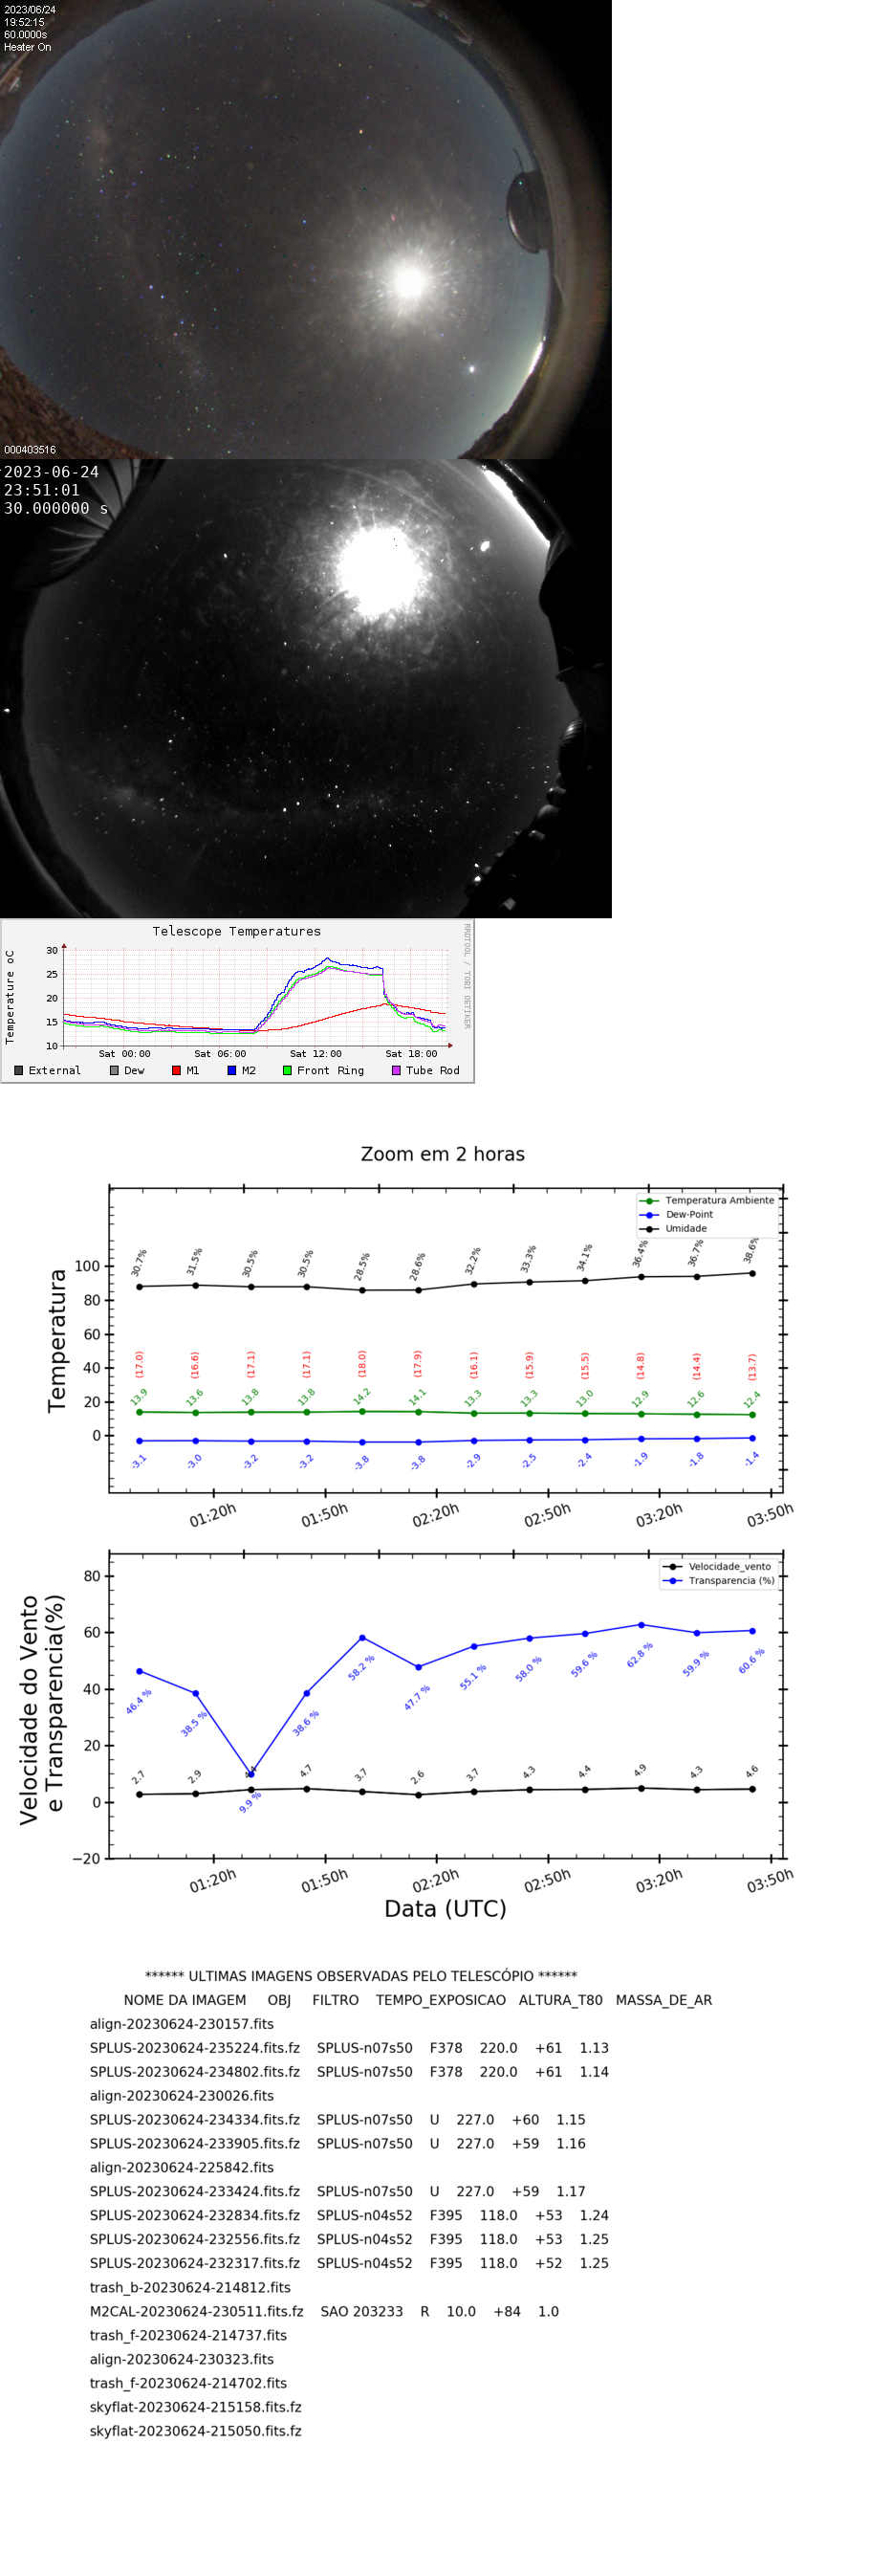 2023/06/24
19:52:15
60.0000s
Heater On
000403516
2023-06-24
23:51:01
30.000000 s
Telescope Temperatures
Temperature oC
RRDTOOL / TOBI OETIKER
30
25
20
15
10
Sat 00:00 Sat 06:00 Sat 12:00 Sat 18:00
External Dew M1 M2 Front Ring Tube Rod
Zoom em 2 horas
Temperatura
Temperatura Ambiente
Dew-Point
Umidade
100
80
60
40
20
0
30.7% 31.5% 30.5% 30.5% 28.5% 28.6% 32.2% 33.3% 34.1% 36.4% 36.7% 38.6%
(17.0) (16.6) (17.1) (17.1) (18.0) (17.9) (16.1) (15.9) (15.5) (14.8) (14.4) (13.7)
13.9 13.6 13.8 13.8 14.2 14.1 13.3 13.3 13.0 12.9 12.6 12.4
-3.1 -3.0 -3.2 -3.2 -3.8 -3.8 -2.9 -2.5 -2.4 -1.9 -1.8 -1.4
01:20h 01:50h 02:20h 02:50h 03:20h 03:50h
Velocidade do Vento
e Transparencia(%)
Velocidade_vento
Transparencia (%)
80
60
40
20
0
−20
46.4 % 38.5 % 9.9 % 38.6 % 58.2 % 47.7 % 55.1 % 58.0 % 59.6 % 62.8 % 59.9 % 60.6 %
2.7 2.9 4.4 4.7 3.7 2.6 3.7 4.3 4.4 4.9 4.3 4.6
01:20h 01:50h 02:20h 02:50h 03:20h 03:50h
Data (UTC)
****** ULTIMAS IMAGENS OBSERVADAS PELO TELESCÓPIO ******
NOME DA IMAGEM OBJ FILTRO TEMPO_EXPOSICAO ALTURA_T80 MASSA_DE_AR
align-20230624-230157.fits
SPLUS-20230624-235224.fits.fz SPLUS-n07s50 F378 220.0 +61 1.13
SPLUS-20230624-234802.fits.fz SPLUS-n07s50 F378 220.0 +61 1.14
align-20230624-230026.fits
SPLUS-20230624-234334.fits.fz SPLUS-n07s50 U 227.0 +60 1.15
SPLUS-20230624-233905.fits.fz SPLUS-n07s50 U 227.0 +59 1.16
align-20230624-225842.fits
SPLUS-20230624-233424.fits.fz SPLUS-n07s50 U 227.0 +59 1.17
SPLUS-20230624-232834.fits.fz SPLUS-n04s52 F395 118.0 +53 1.24
SPLUS-20230624-232556.fits.fz SPLUS-n04s52 F395 118.0 +53 1.25
SPLUS-20230624-232317.fits.fz SPLUS-n04s52 F395 118.0 +52 1.25
trash_b-20230624-214812.fits
M2CAL-20230624-230511.fits.fz SAO 203233 R 10.0 +84 1.0
trash_f-20230624-214737.fits
align-20230624-230323.fits
trash_f-20230624-214702.fits
skyflat-20230624-215158.fits.fz
skyflat-20230624-215050.fits.fz